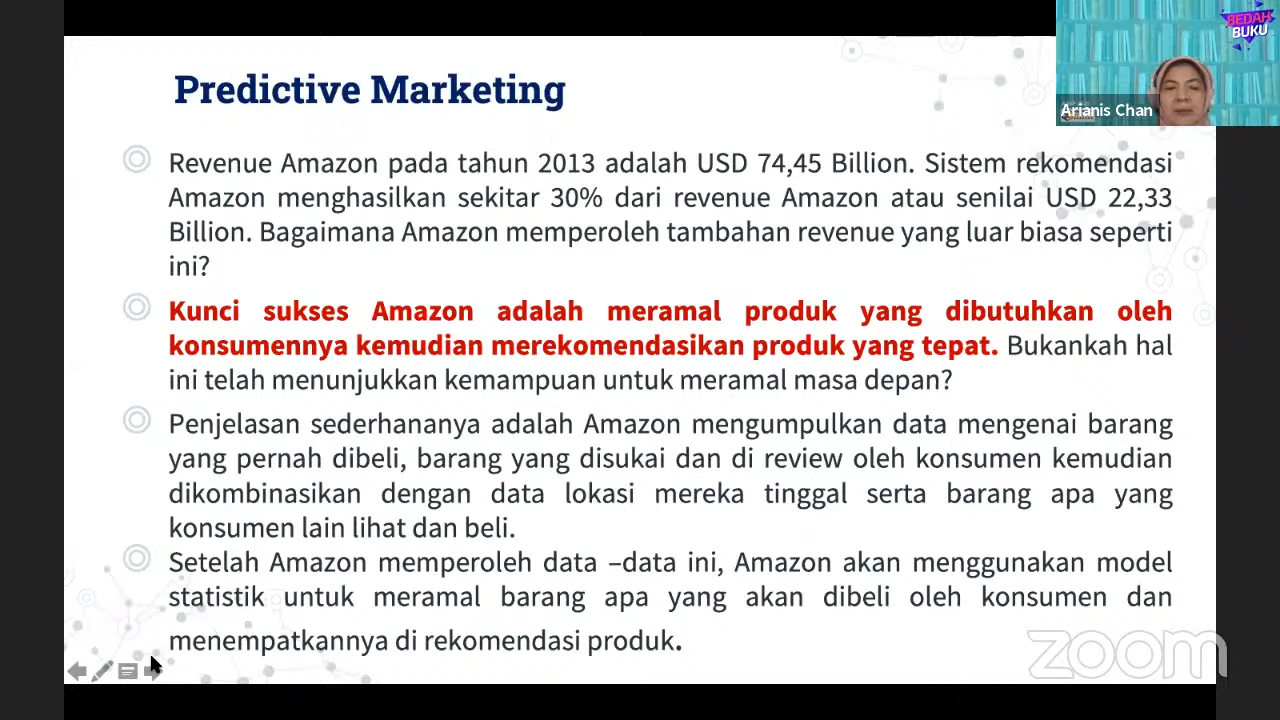 Predictive Marketing
BEDAH
BUKU
Arianis Chan
Revenue Amazon pada tahun 2013 adalah USD 74,45 Billion. Sistem rekomendasi
Amazon menghasilkan sekitar 30% dari revenue Amazon atau senilai USD 22,33
Billion. Bagaimana Amazon memperoleh tambahan revenue yang luar biasa seperti
ini?
Kunci sukses Amazon adalah meramal produk yang dibutuhkan oleh
konsumennya kemudian merekomendasikan produk yang tepat. Bukankah hal
ini telah menunjukkan kemampuan untuk meramal masa depan?
Penjelasan sederhananya adalah Amazon mengumpulkan data mengenai barang
yang pernah dibeli, barang yang disukai dan di review oleh konsumen kemudian
dikombinasikan dengan data lokasi mereka tinggal serta barang apa yang
konsumen lain lihat dan beli.
Setelah Amazon memperoleh data –data ini, Amazon akan menggunakan model
statistik untuk meramal barang apa yang akan dibeli oleh konsumen dan
menempatkannya di rekomendasi produk.
zoom